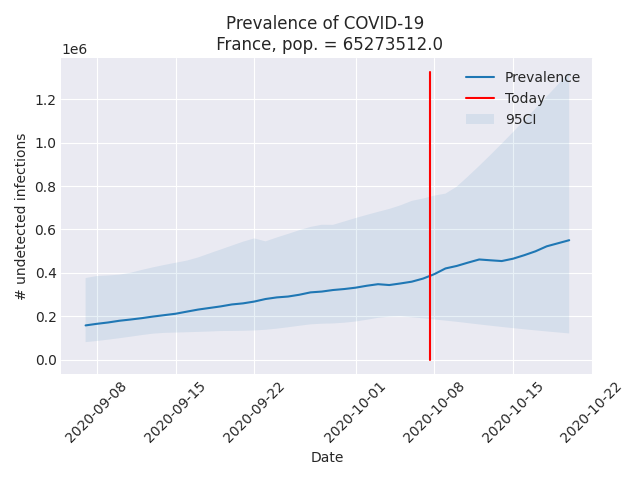 Prevalence of COVID-19
France, pop. = 65273512.0
1e6
Prevalence
Today
95CI
1.2
1.0
0.8
0.6
0.4
0.2
0.0
# undetected infections
2020-09-08
2020-09-15
2020-09-22
2020-10-01
2020-10-08
2020-10-15
2020-10-22
Date